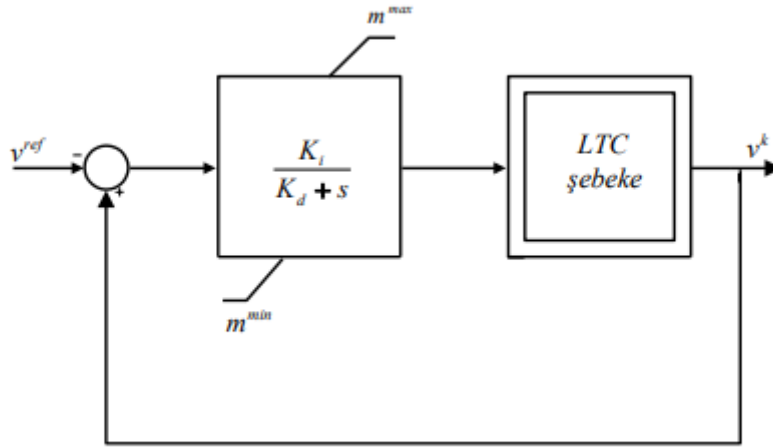 m^max
v^ref
-
+
K_i
K_d + s
LTC
şebeke
v^k
m^min